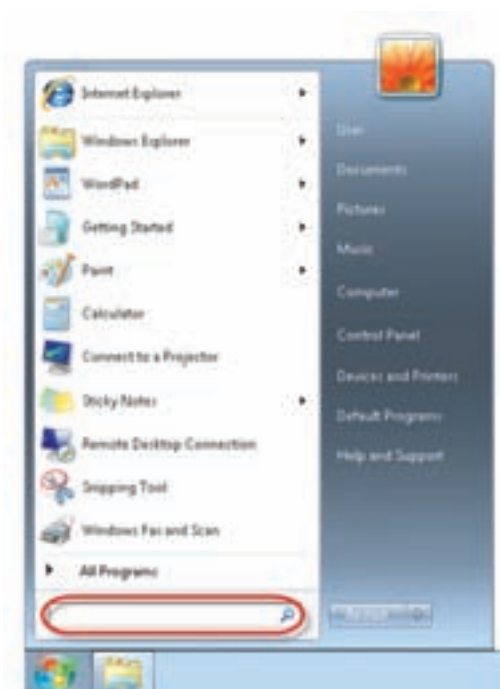 Internet Explorer
Windows Explorer
WordPad
Getting Started
Paint
Calculator
Connect to a Projector
Sticky Notes
Remote Desktop Connection
Snipping Tool
Windows Fax and Scan
All Programs
User
Documents
Pictures
Music
Computer
Control Panel
Devices and Printers
Default Programs
Help and Support